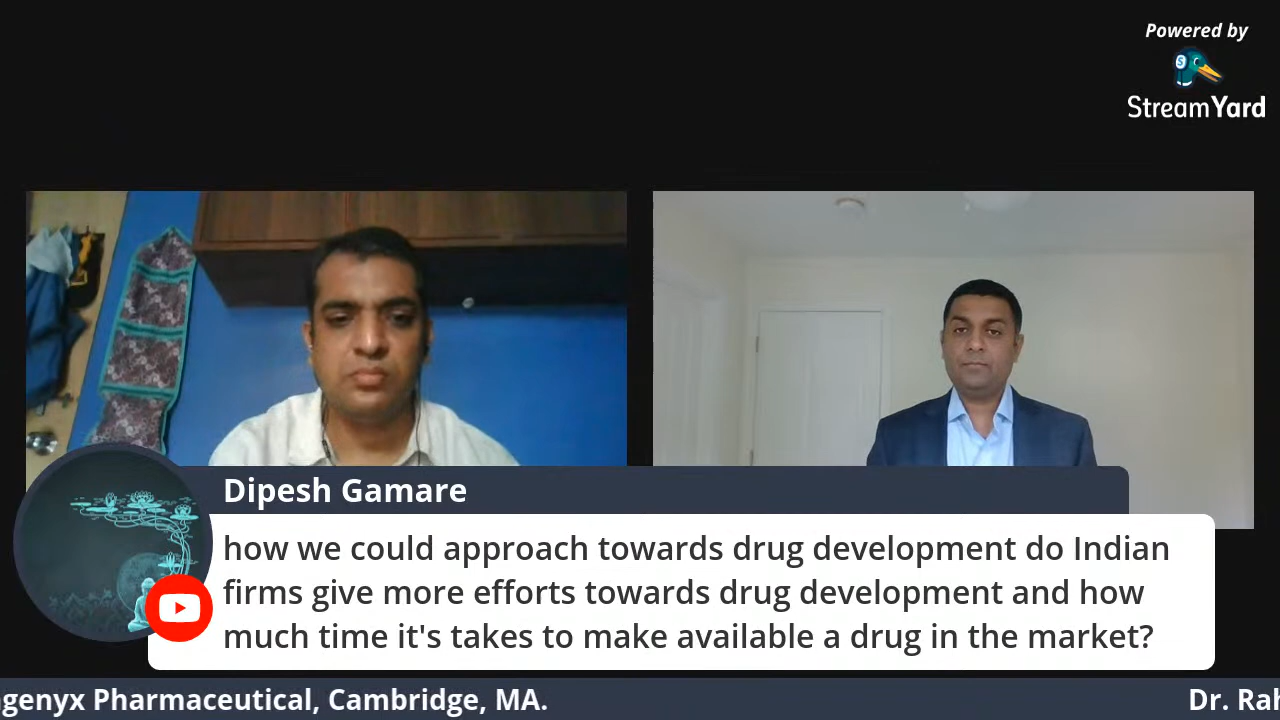 Powered by
StreamYard
Dipesh Gamare
how we could approach towards drug development do Indian
firms give more efforts towards drug development and how
much time it's takes to make available a drug in the market?
genyx Pharmaceutical, Cambridge, MA.
Dr. Rah